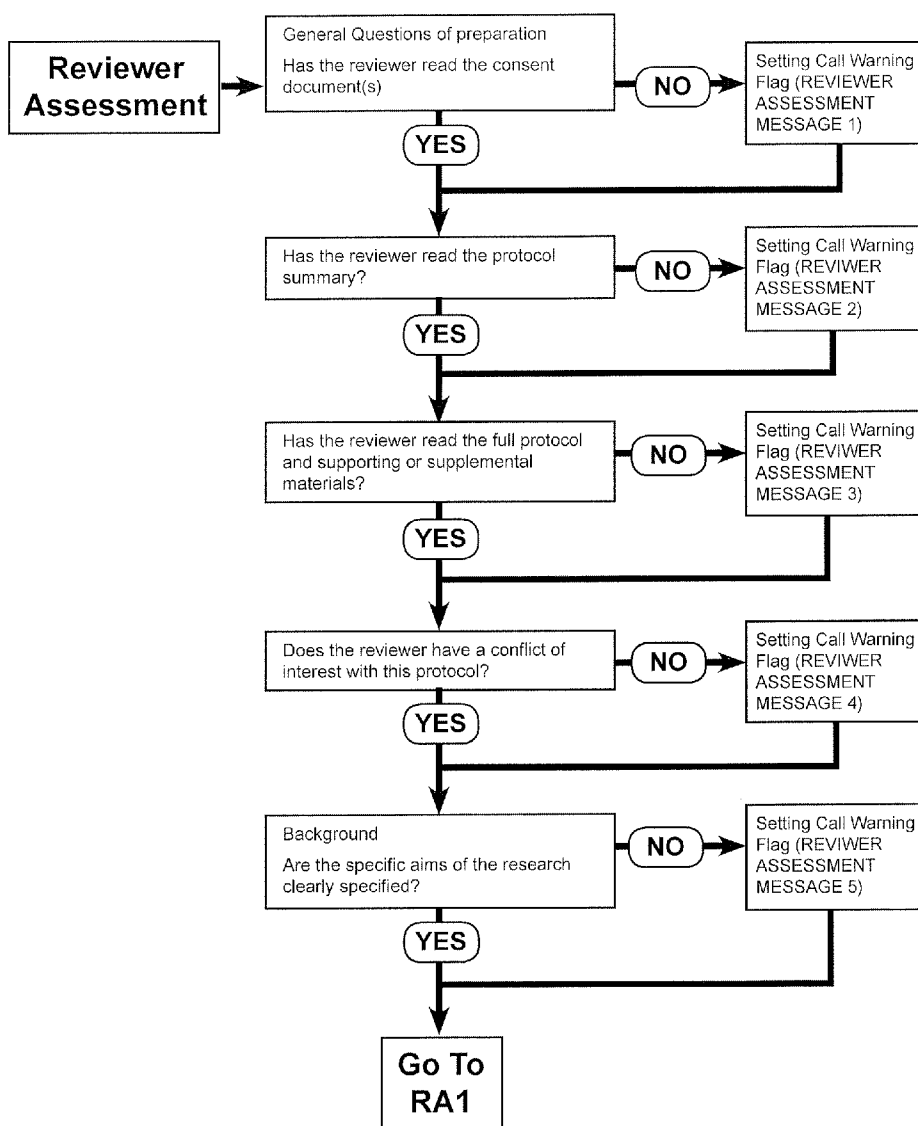 Reviewer
Assessment
General Questions of preparation
Has the reviewer read the consent
document(s)
NO
Setting Call Warning
Flag (REVIEWER
ASSESSMENT
MESSAGE 1)
YES
Has the reviewer read the protocol
summary?
NO
Setting Call Warning
Flag (REVIWER
ASSESSMENT
MESSAGE 2)
YES
Has the reviewer read the full protocol
and supporting or supplemental
materials?
NO
Setting Call Warning
Flag (REVIWER
ASSESSMENT
MESSAGE 3)
YES
Does the reviewer have a conflict of
interest with this protocol?
NO
Setting Call Warning
Flag (REVIWER
ASSESSMENT
MESSAGE 4)
YES
Background
Are the specific aims of the research
clearly specified?
NO
Setting Call Warning
Flag (REVIWER
ASSESSMENT
MESSAGE 5)
YES
Go To
RA1